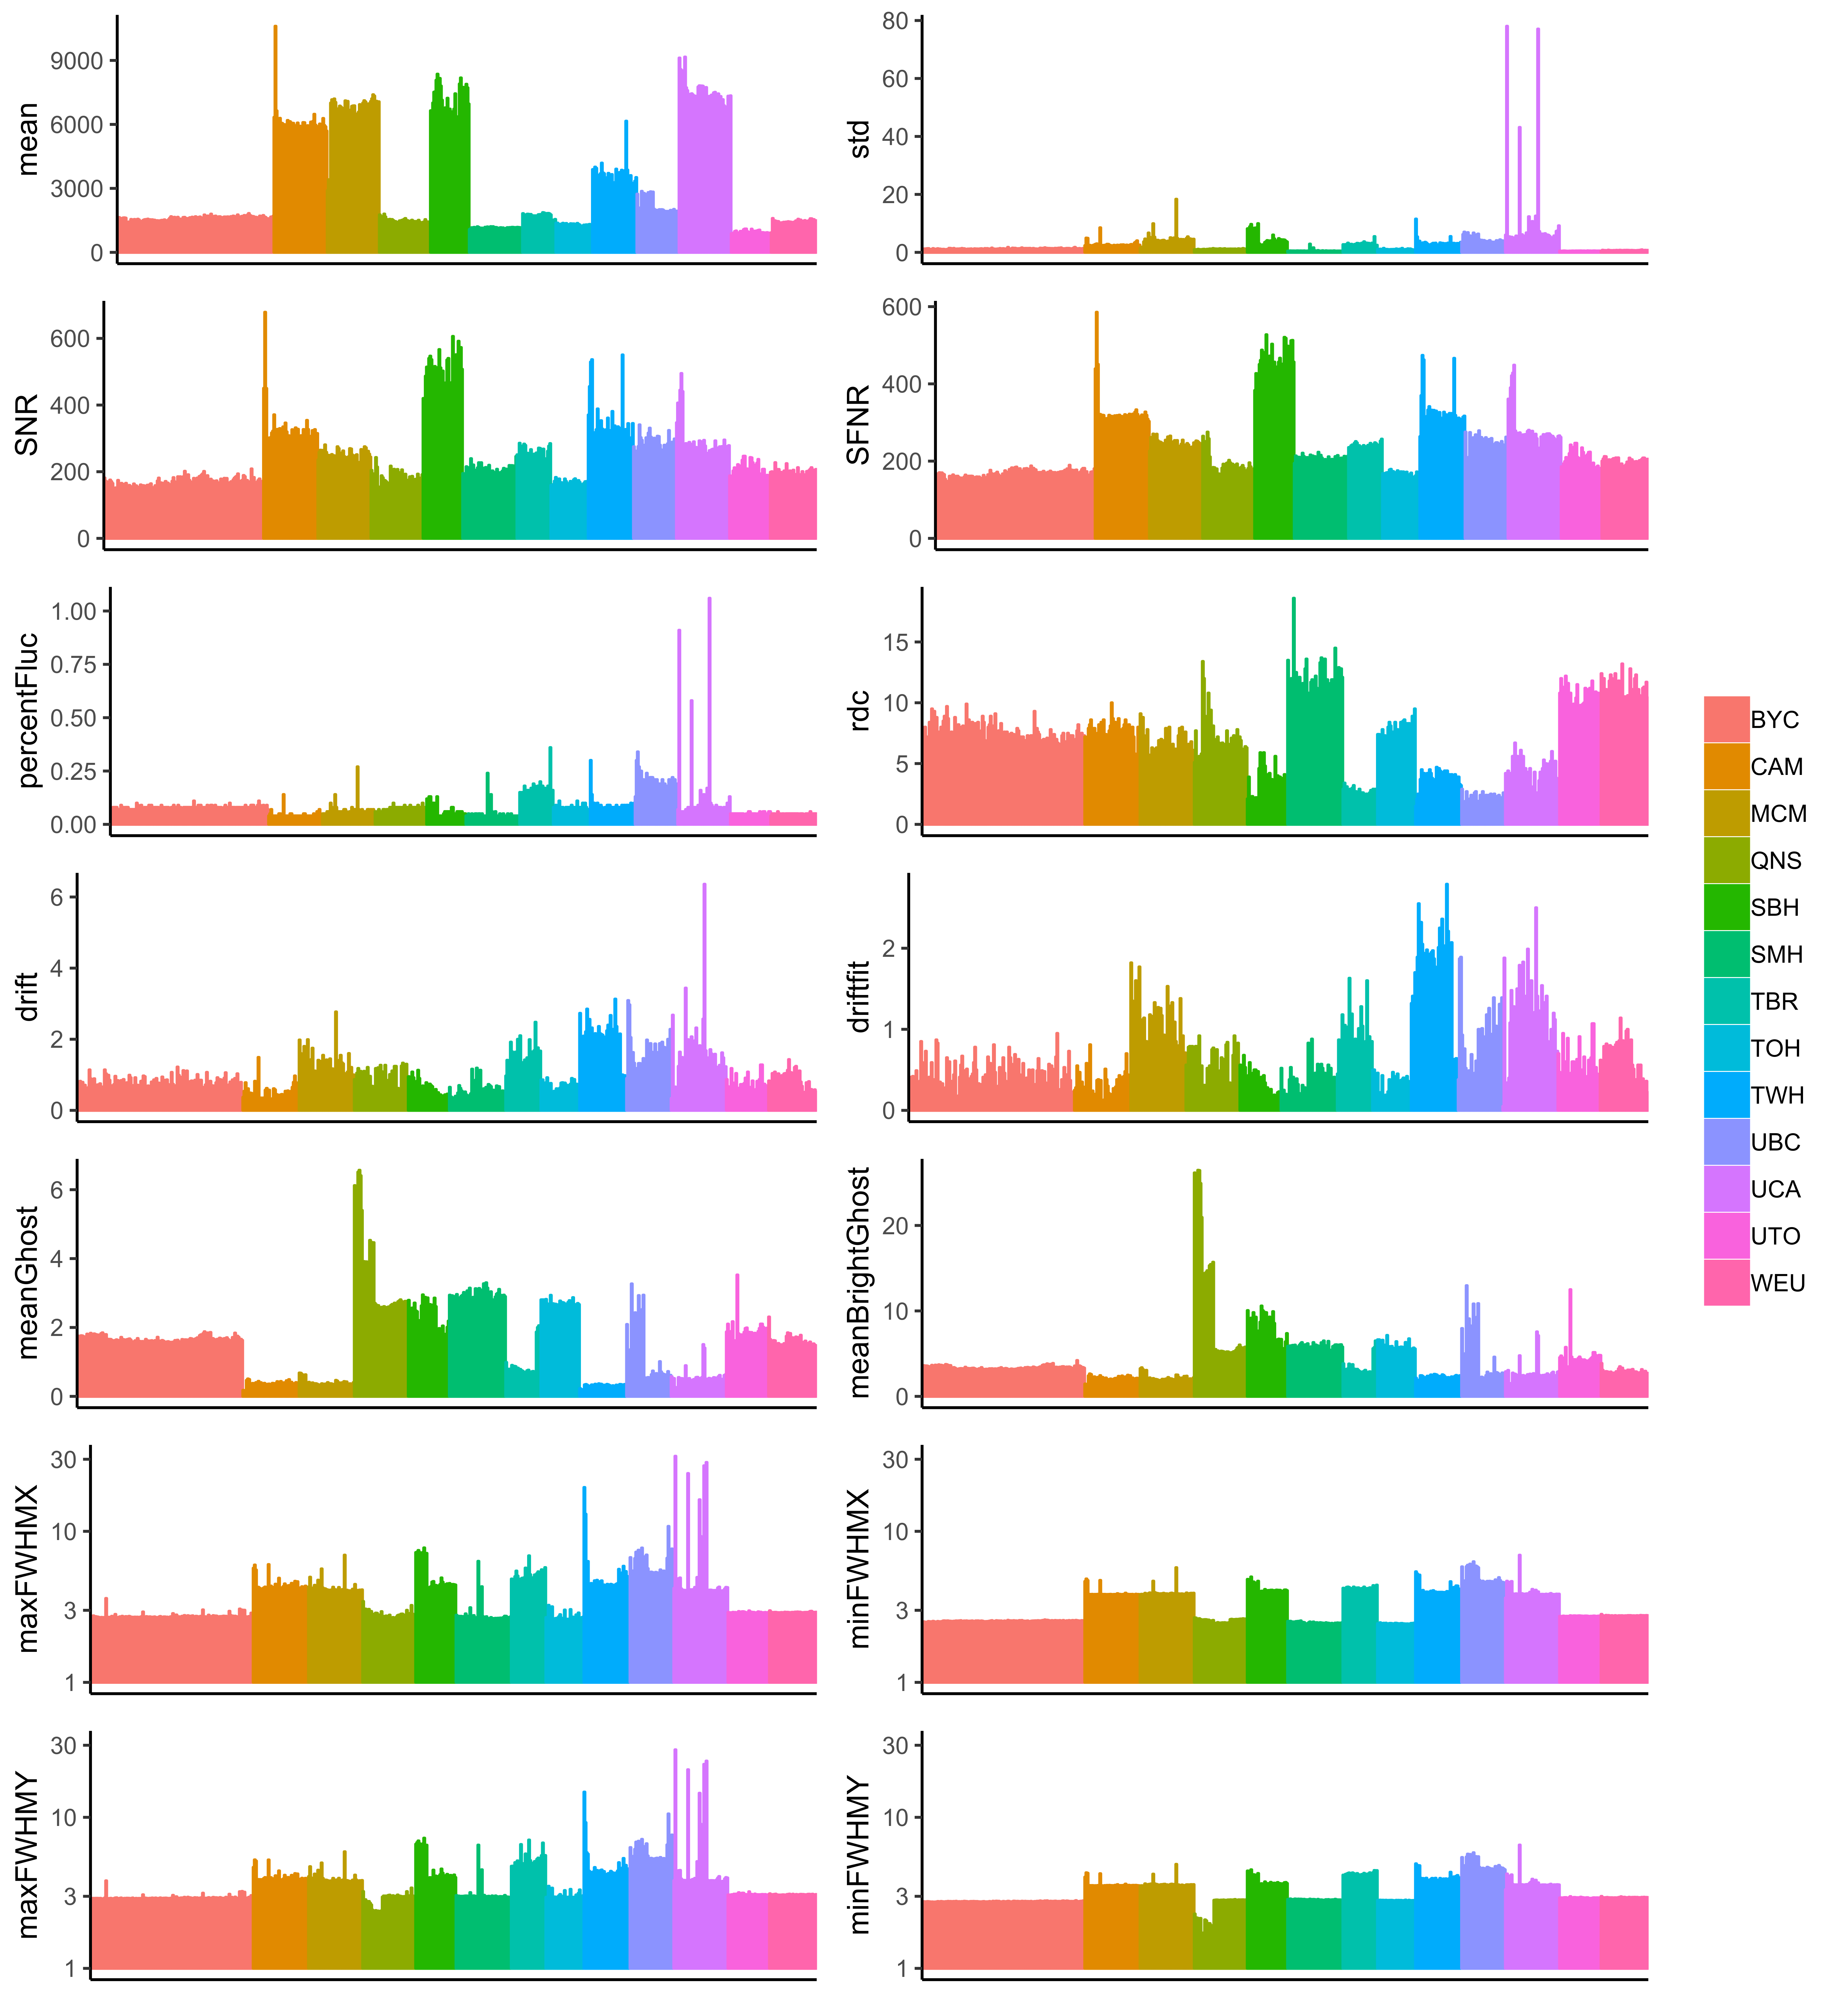 mean
9000
6000
3000
0
std
80
60
40
20
0
SNR
600
400
200
0
SFNR
600
400
200
0
percentFluc
1.00
0.75
0.50
0.25
0.00
rdc
15
10
5
0
drift
6
4
2
0
driftfit
2
1
0
meanGhost
6
4
2
0
meanBrightGhost
20
10
0
maxFWHMX
30
10
3
1
minFWHMX
30
10
3
1
maxFWHMY
30
10
3
1
minFWHMY
30
10
3
1
BYC
CAM
MCM
QNS
SBH
SMH
TBR
TOH
TWH
UBC
UCA
UTO
WEU